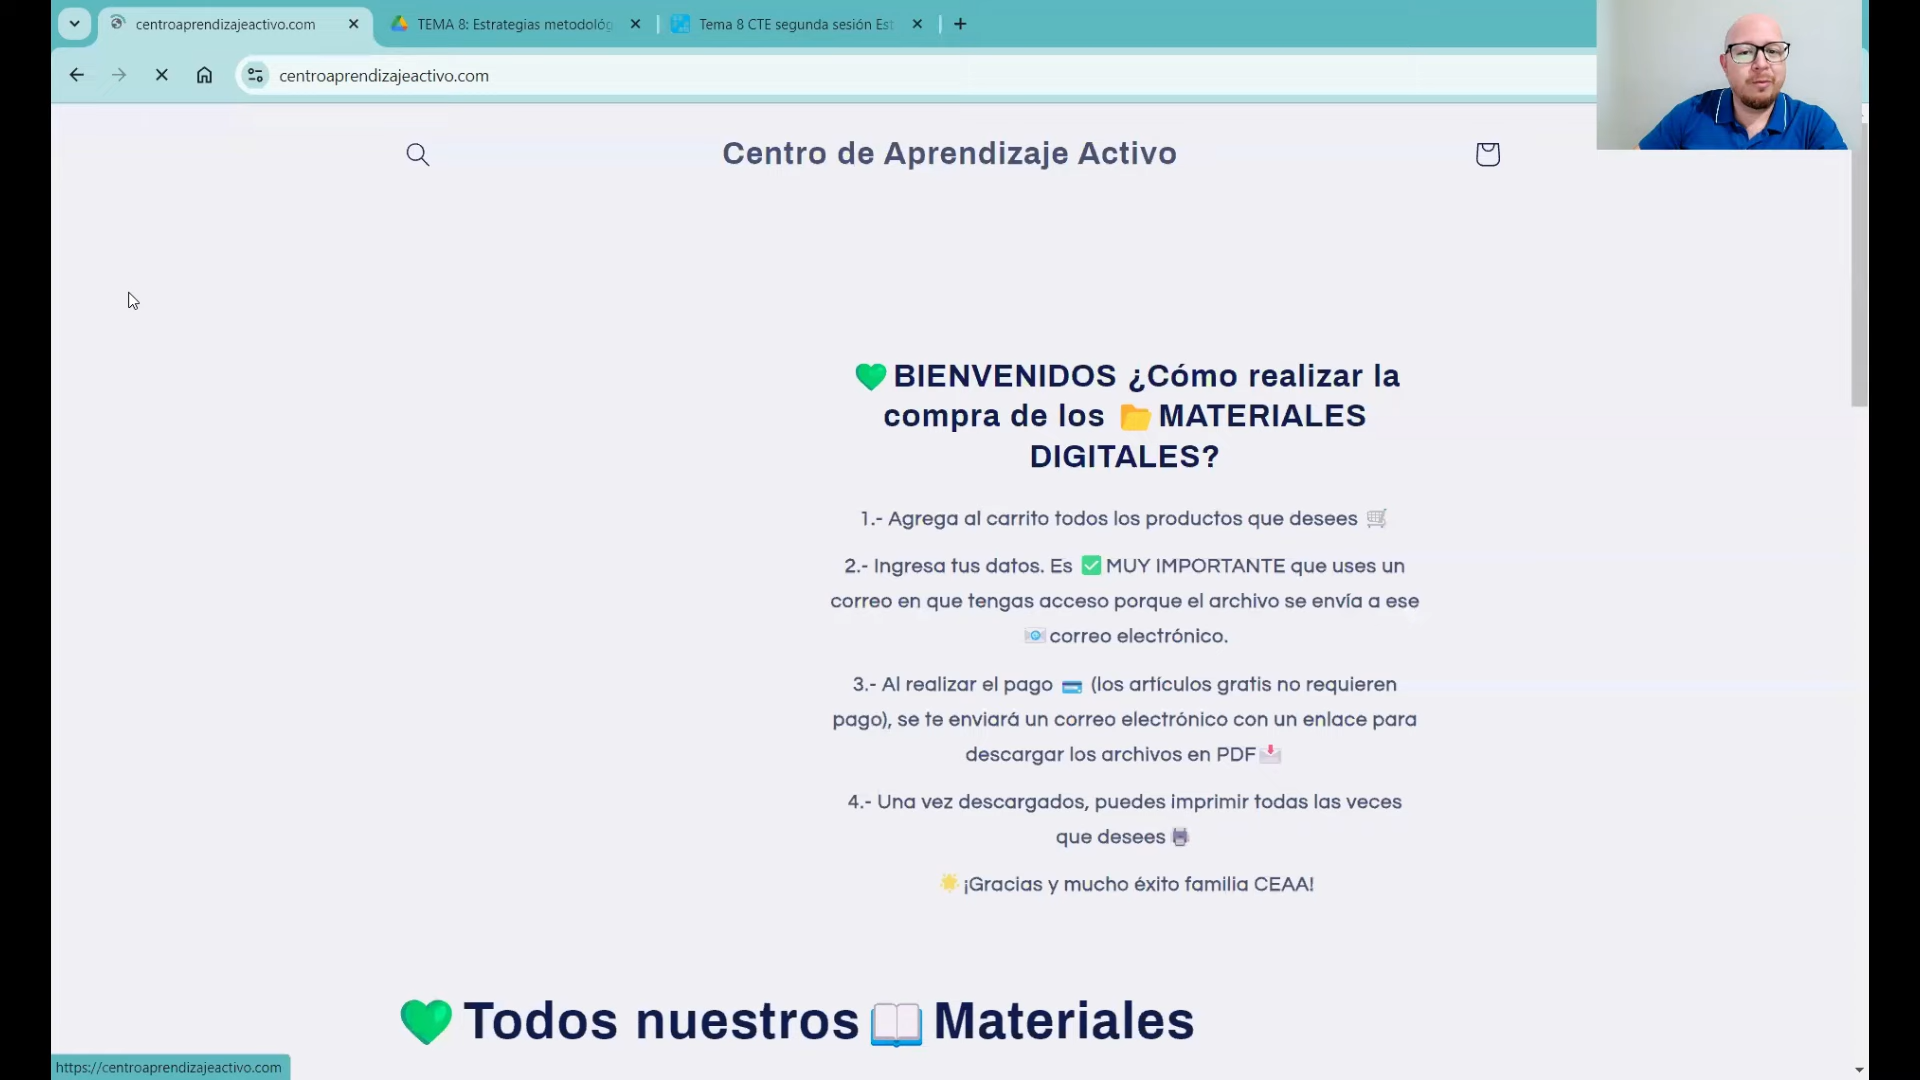 centroaprendizajeactivo.com
TEMA 8: Estrategias metodológ
Tema 8 CTE segunda sesión Est
centroaprendizajeactivo.com
Centro de Aprendizaje Activo
💚BIENVENIDOS ¿Cómo realizar la
compra de los 📂MATERIALES
DIGITALES?
1.- Agrega al carrito todos los productos que desees 🛒
2.- Ingresa tus datos. Es ✅MUY IMPORTANTE que uses un
correo en que tengas acceso porque el archivo se envía a ese
📧correo electrónico.
3.- Al realizar el pago 💳 (los artículos gratis no requieren
pago), se te enviará un correo electrónico con un enlace para
descargar los archivos en PDF📩
4.- Una vez descargados, puedes imprimir todas las veces
que desees 🖨
🌟¡Gracias y mucho éxito familia CEAA!
💚Todos nuestros📖Materiales
https://centroaprendizajeactivo.com